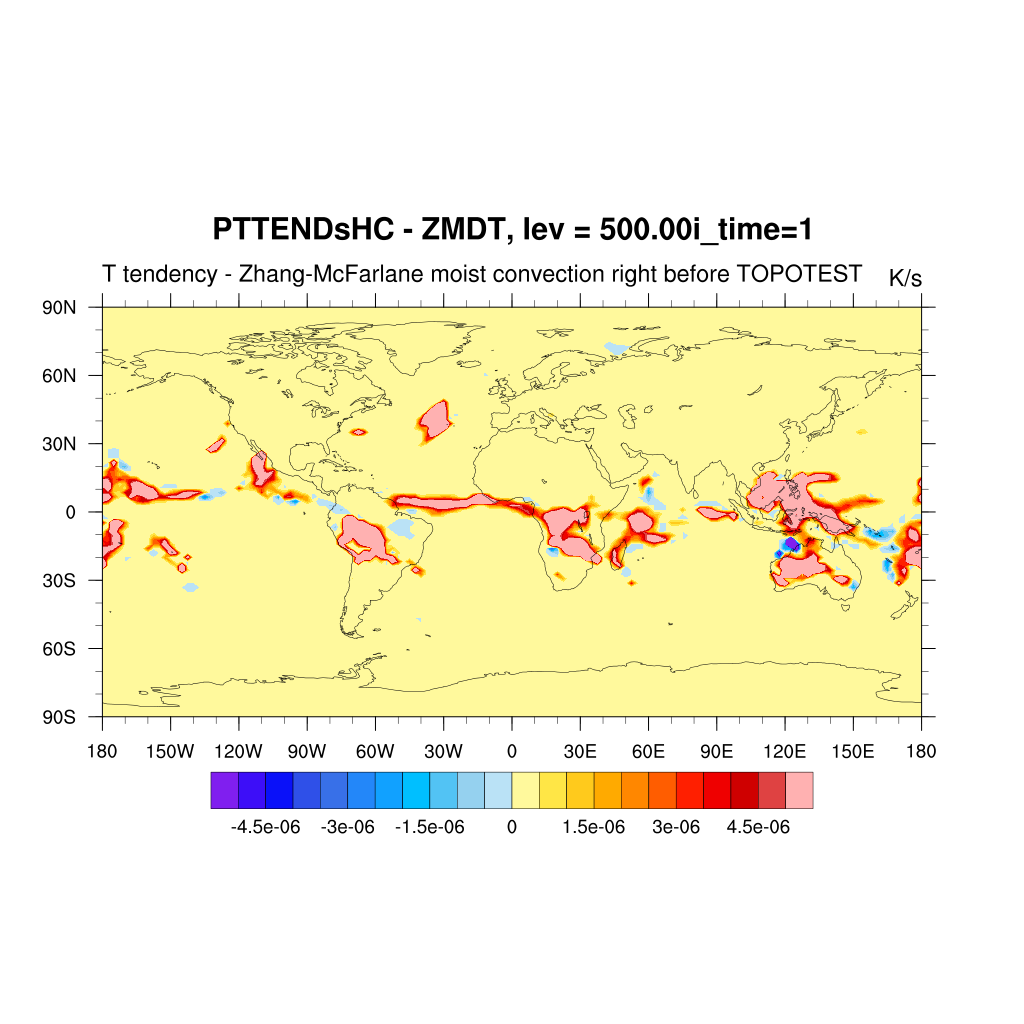 PTTENDsHC - ZMDT, lev = 500.00i_time=1
T tendency - Zhang-McFarlane moist convection right before TOPOTEST K/s
90N
60N
30N
0
30S
60S
90S
180 150W 120W 90W 60W 30W 0 30E 60E 90E 120E 150E 180
-4.5e-06 -3e-06 -1.5e-06 0 1.5e-06 3e-06 4.5e-06